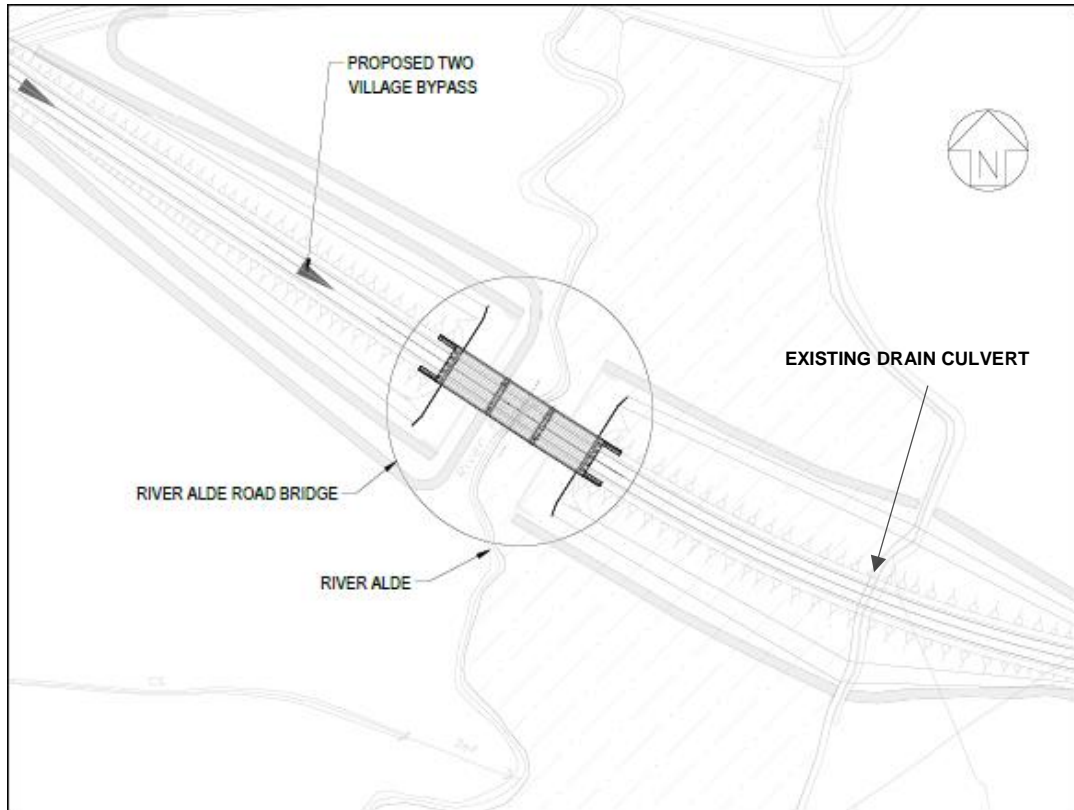 PROPOSED TWO
VILLAGE BYPASS
N
EXISTING DRAIN CULVERT
RIVER ALDE ROAD BRIDGE
RIVER ALDE